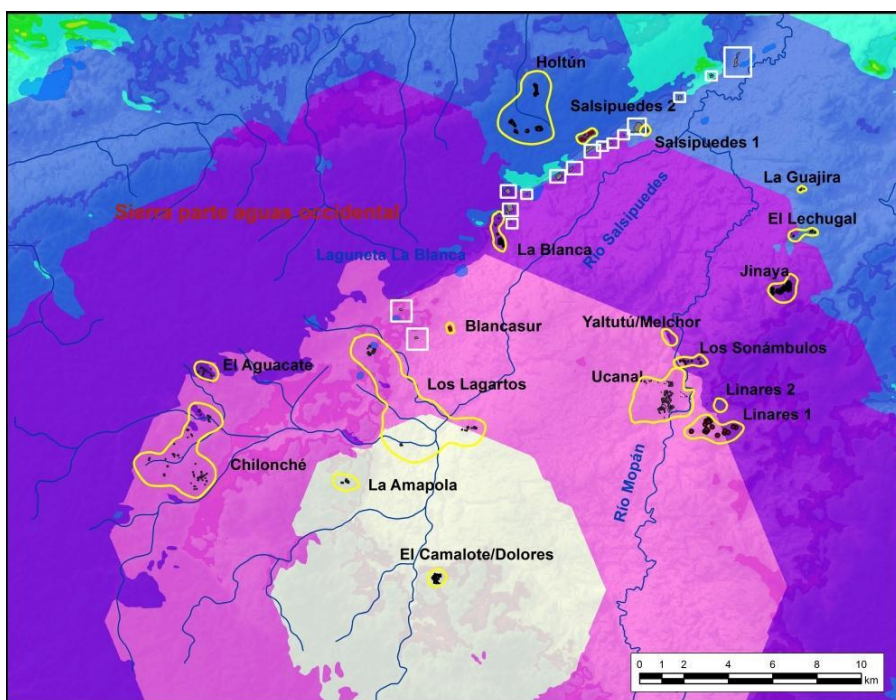 Holtún
Salsipuedes 2
Salsipuedes 1
La Guajira
El Lechugal
Sierra parte aguas occidental
Río Salsipuedes
La Blanca
Laguneta La Blanca
Jinaya
Blancasur
Yaltutú/Melchor
Los Sonámbulos
El Aguacate
Los Lagartos
Ucanal
Linares 2
Linares 1
Chilonché
La Amapola
Río Mopán
El Camalote/Dolores
0 1 2 4 6 8 10
km